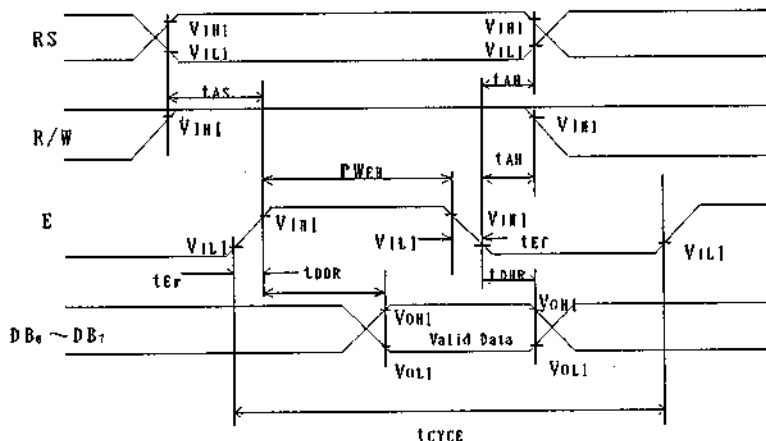 VIH1 VIH1
RS
VIL1 VIL1
tAS tAH
R/W VIH1 VIH1
PWEH tAH
E VIH1 VIH1
VIL1 VIL1 tEf VIL1
tEr tDDR tDHR
VOH1 VOH1
DB0 ~DB7 Valid Data
VOL1 VOL1
tCYCE